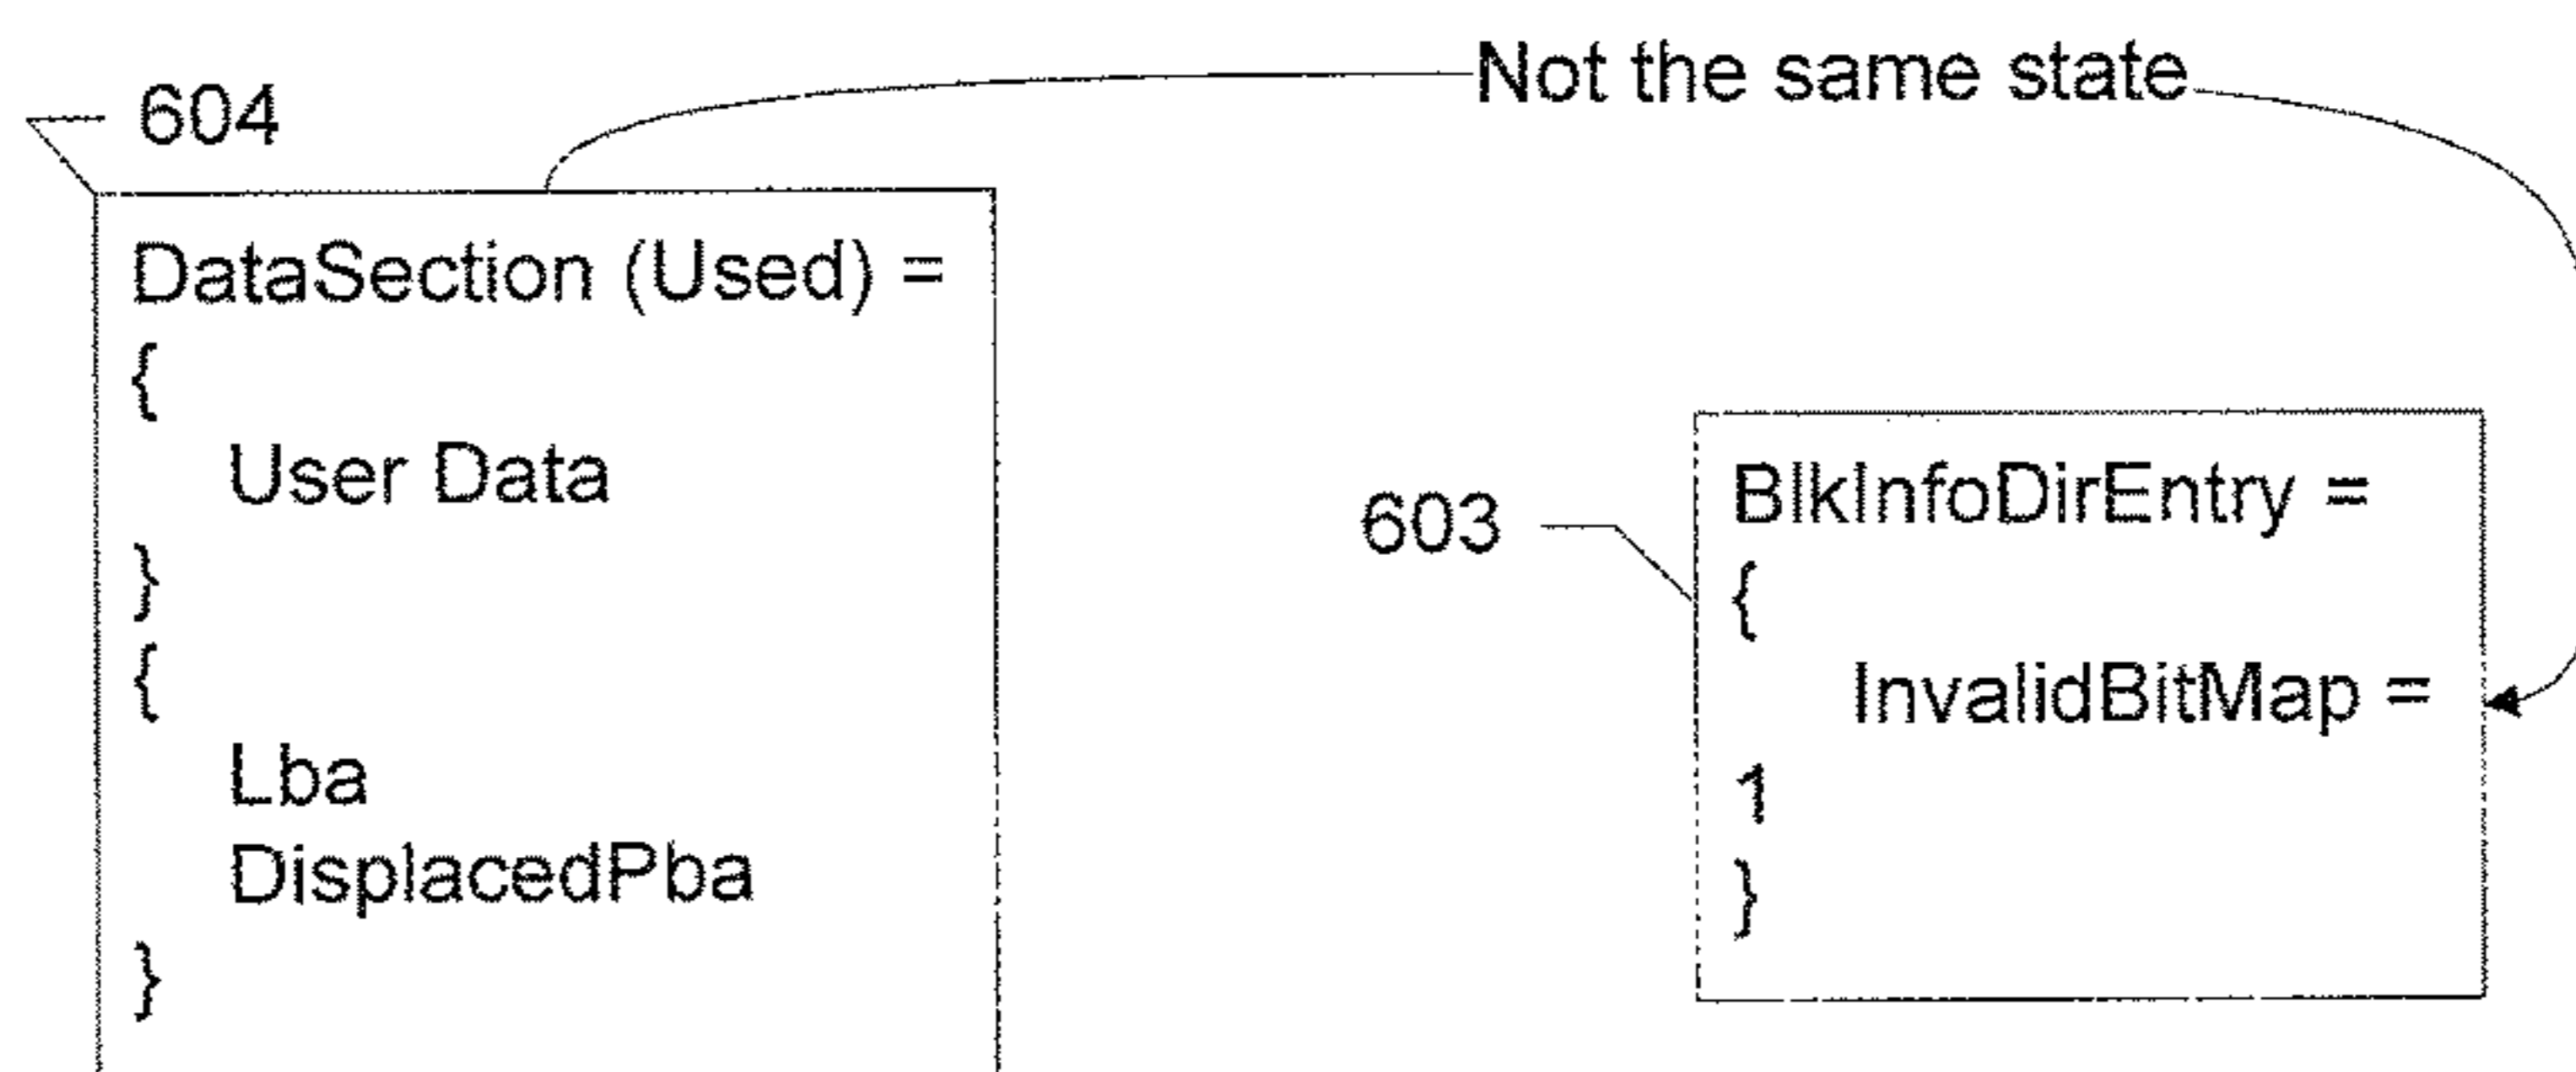 Not the same state
604
DataSection (Used) =
{
User Data
}
{
Lba
DisplacedPba
}
603
BlkInfoDirEntry =
{
InvalidBitMap =
1
}